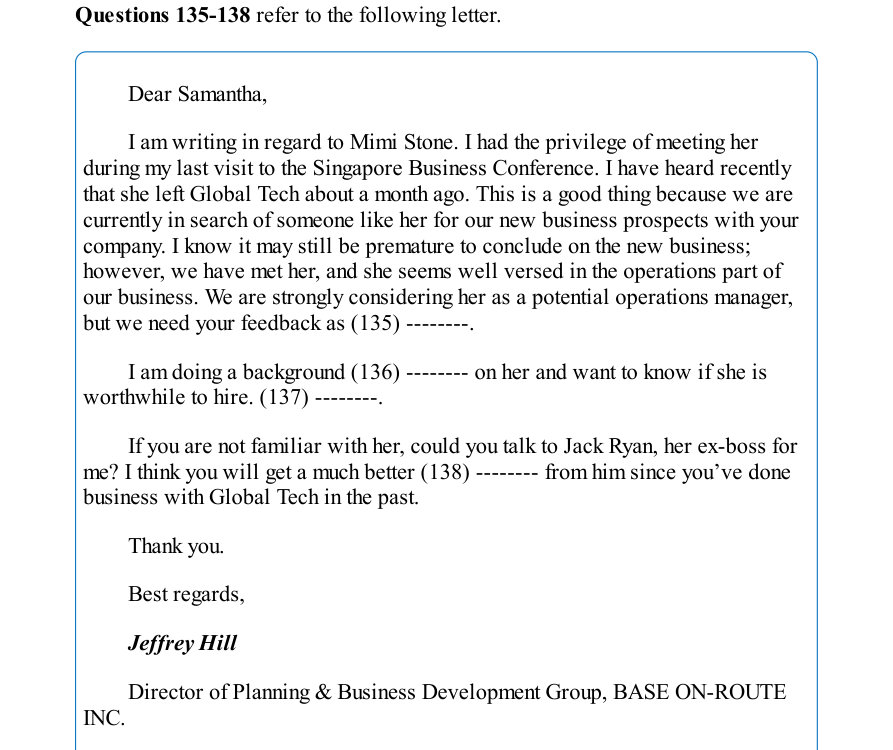 Questions 135-138 refer to the following letter.
Dear Samantha,
I am writing in regard to Mimi Stone. I had the privilege of meeting her
during my last visit to the Singapore Business Conference. I have heard recently
that she left Global Tech about a month ago. This is a good thing because we are
currently in search of someone like her for our new business prospects with your
company. I know it may still be premature to conclude on the new business;
however, we have met her, and she seems well versed in the operations part of
our business. We are strongly considering her as a potential operations manager,
but we need your feedback as (135) --------.
I am doing a background (136) -------- on her and want to know if she is
worthwhile to hire. (137) --------.
If you are not familiar with her, could you talk to Jack Ryan, her ex-boss for
me? I think you will get a much better (138) -------- from him since you’ve done
business with Global Tech in the past.
Thank you.
Best regards,
Jeffrey Hill
Director of Planning & Business Development Group, BASE ON-ROUTE
INC.